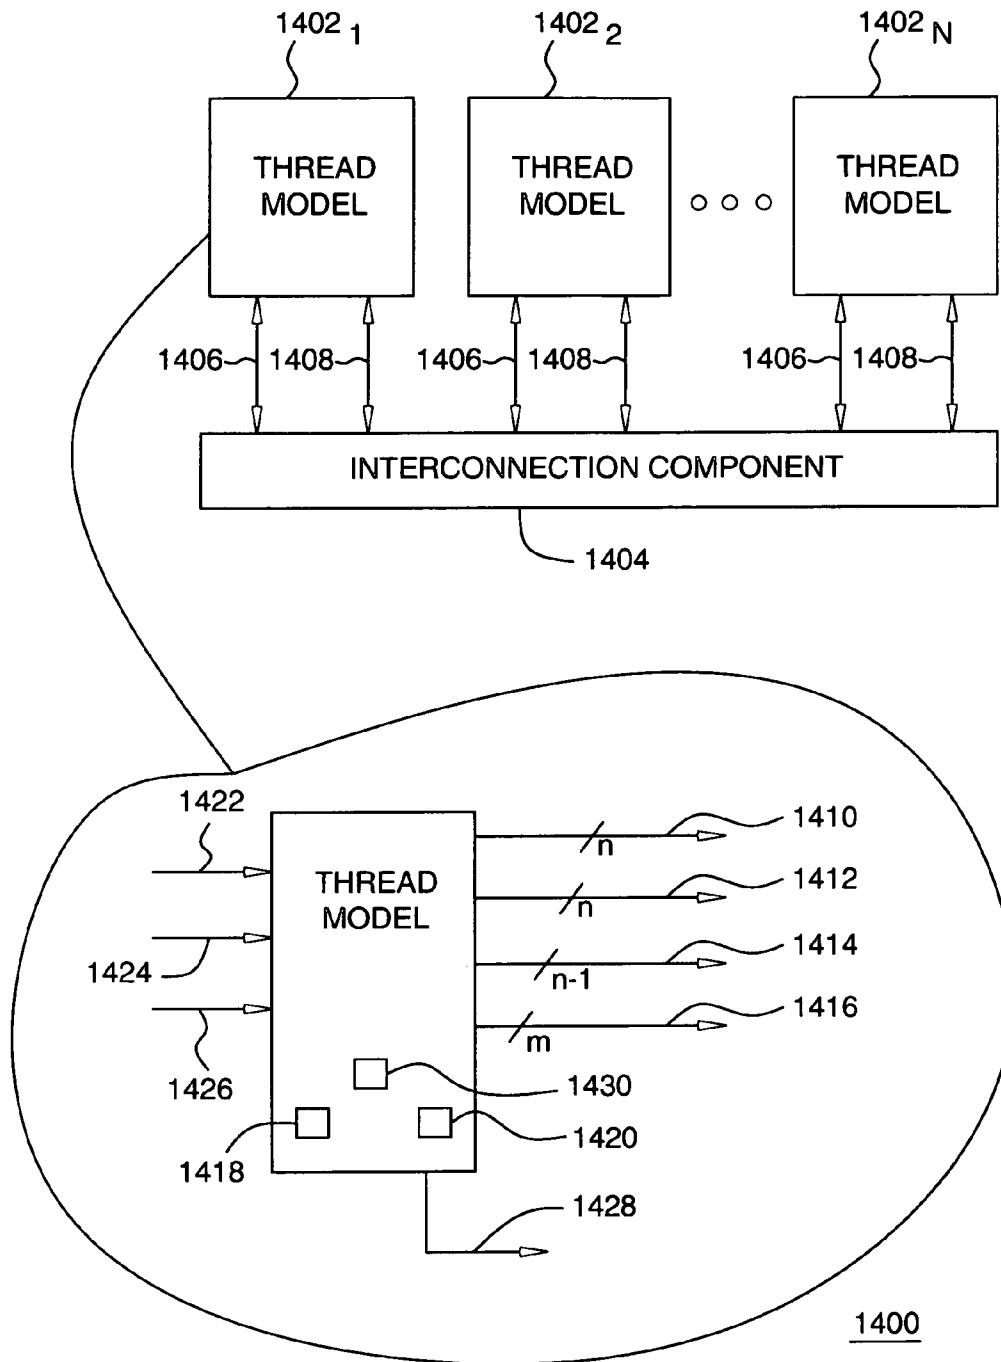 1402 1 1402 2 1402 N
THREAD MODEL THREAD MODEL THREAD MODEL
1406 1408 1406 1408 1406 1408
INTERCONNECTION COMPONENT
1404
1422
1424
1426
THREAD
MODEL
n 1410
n 1412
n-1 1414
m 1416
1430
1418
1420
1428
1400